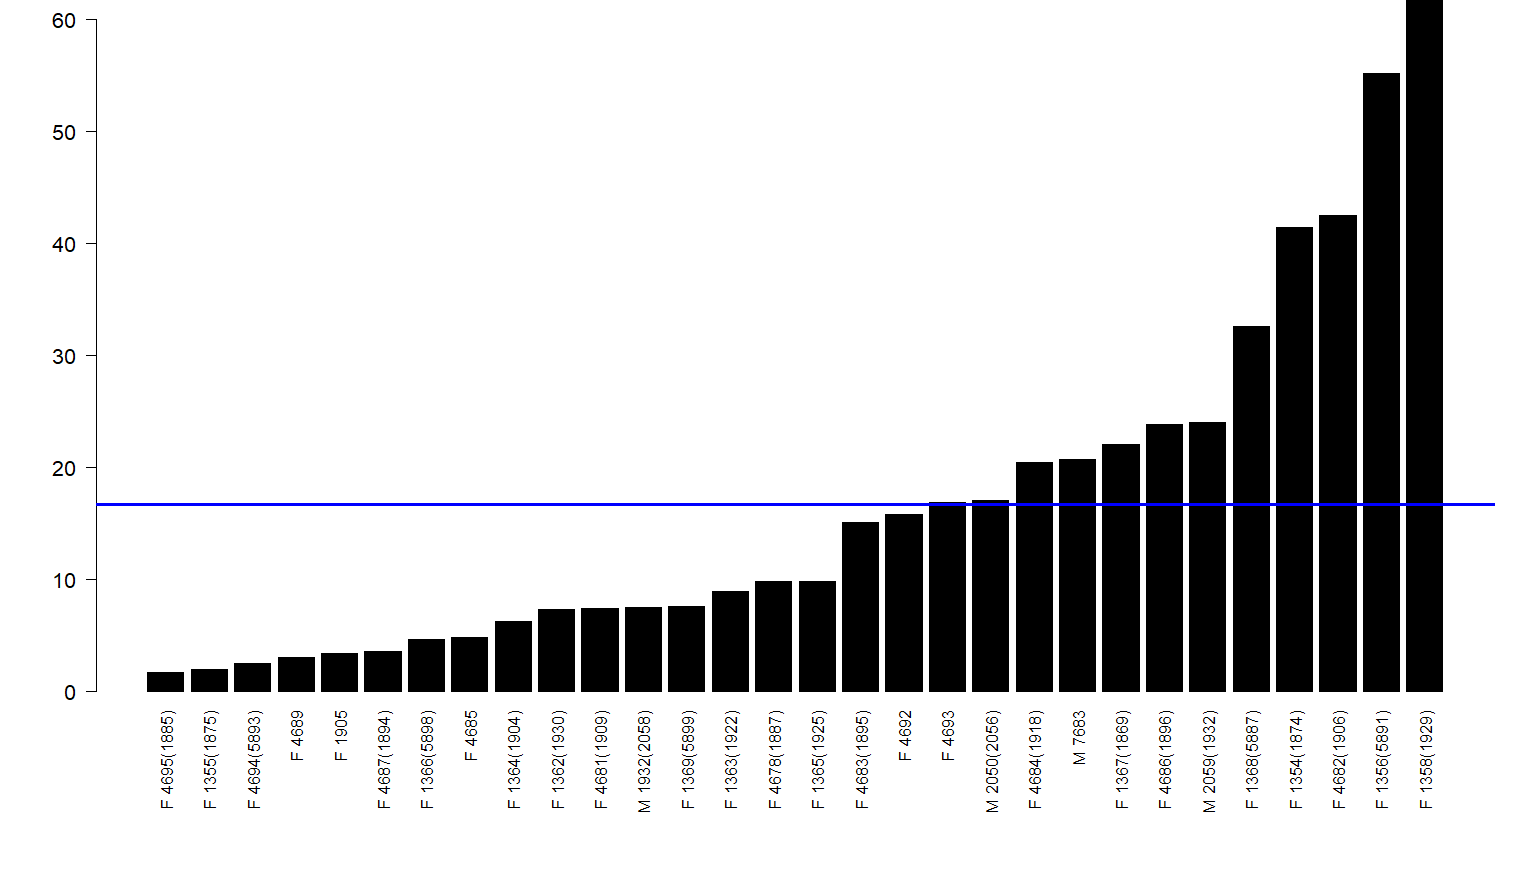 60
50
40
30
20
10
0
F 4695(1885)
F 1355(1875)
F 4694(5893)
F 4689
F 1905
F 4687(1894)
F 1366(5898)
F 4685
F 1364(1904)
F 1362(1930)
F 4681(1909)
M 1932(2058)
F 1369(5899)
F 1363(1922)
F 4678(1887)
F 1365(1925)
F 4683(1895)
F 4692
F 4693
M 2050(2056)
F 4684(1918)
M 7683
F 1367(1869)
F 4686(1896)
M 2059(1932)
F 1368(5887)
F 1354(1874)
F 4682(1906)
F 1356(5891)
F 1358(1929)